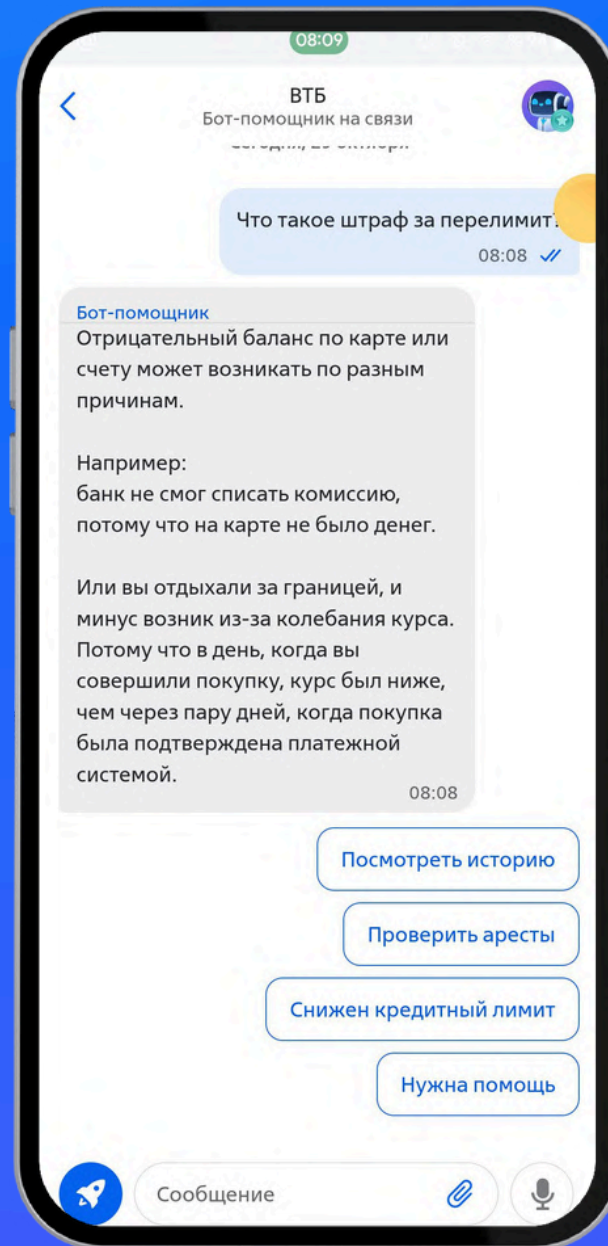 08:09
ВТБ
Бот-помощник на связи
Что такое штраф за перелимит?
08:08
Бот-помощник
Отрицательный баланс по карте или
счету может возникать по разным
причинам.
Например:
банк не смог списать комиссию,
потому что на карте не было денег.
Или вы отдыхали за границей, и
минус возник из-за колебания курса.
Потому что в день, когда вы
совершили покупку, курс был ниже,
чем через пару дней, когда покупка
была подтверждена платежной
системой.
08:08
Посмотреть историю
Проверить аресты
Снижен кредитный лимит
Нужна помощь
Сообщение